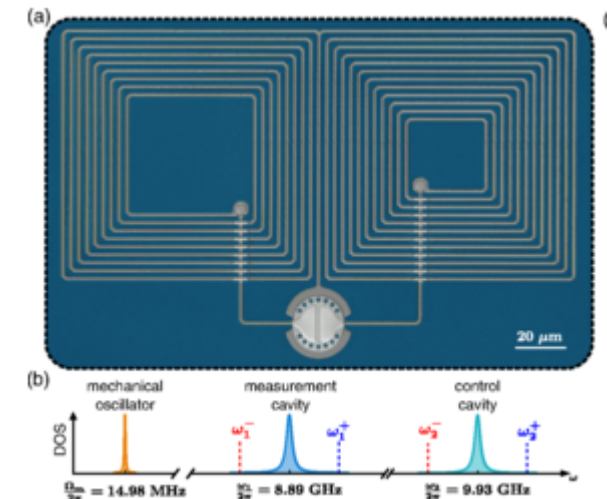 (a)
(
20 μm
(b)
mechanical oscillator
measurement cavity
control cavity
DOS
ω₁⁻
ω₁⁺
ω₂⁻
ω₂⁺
ω
Ωm/2π = 14.98 MHz
ω₁/2π = 8.89 GHz
ω₂/2π = 9.93 GHz